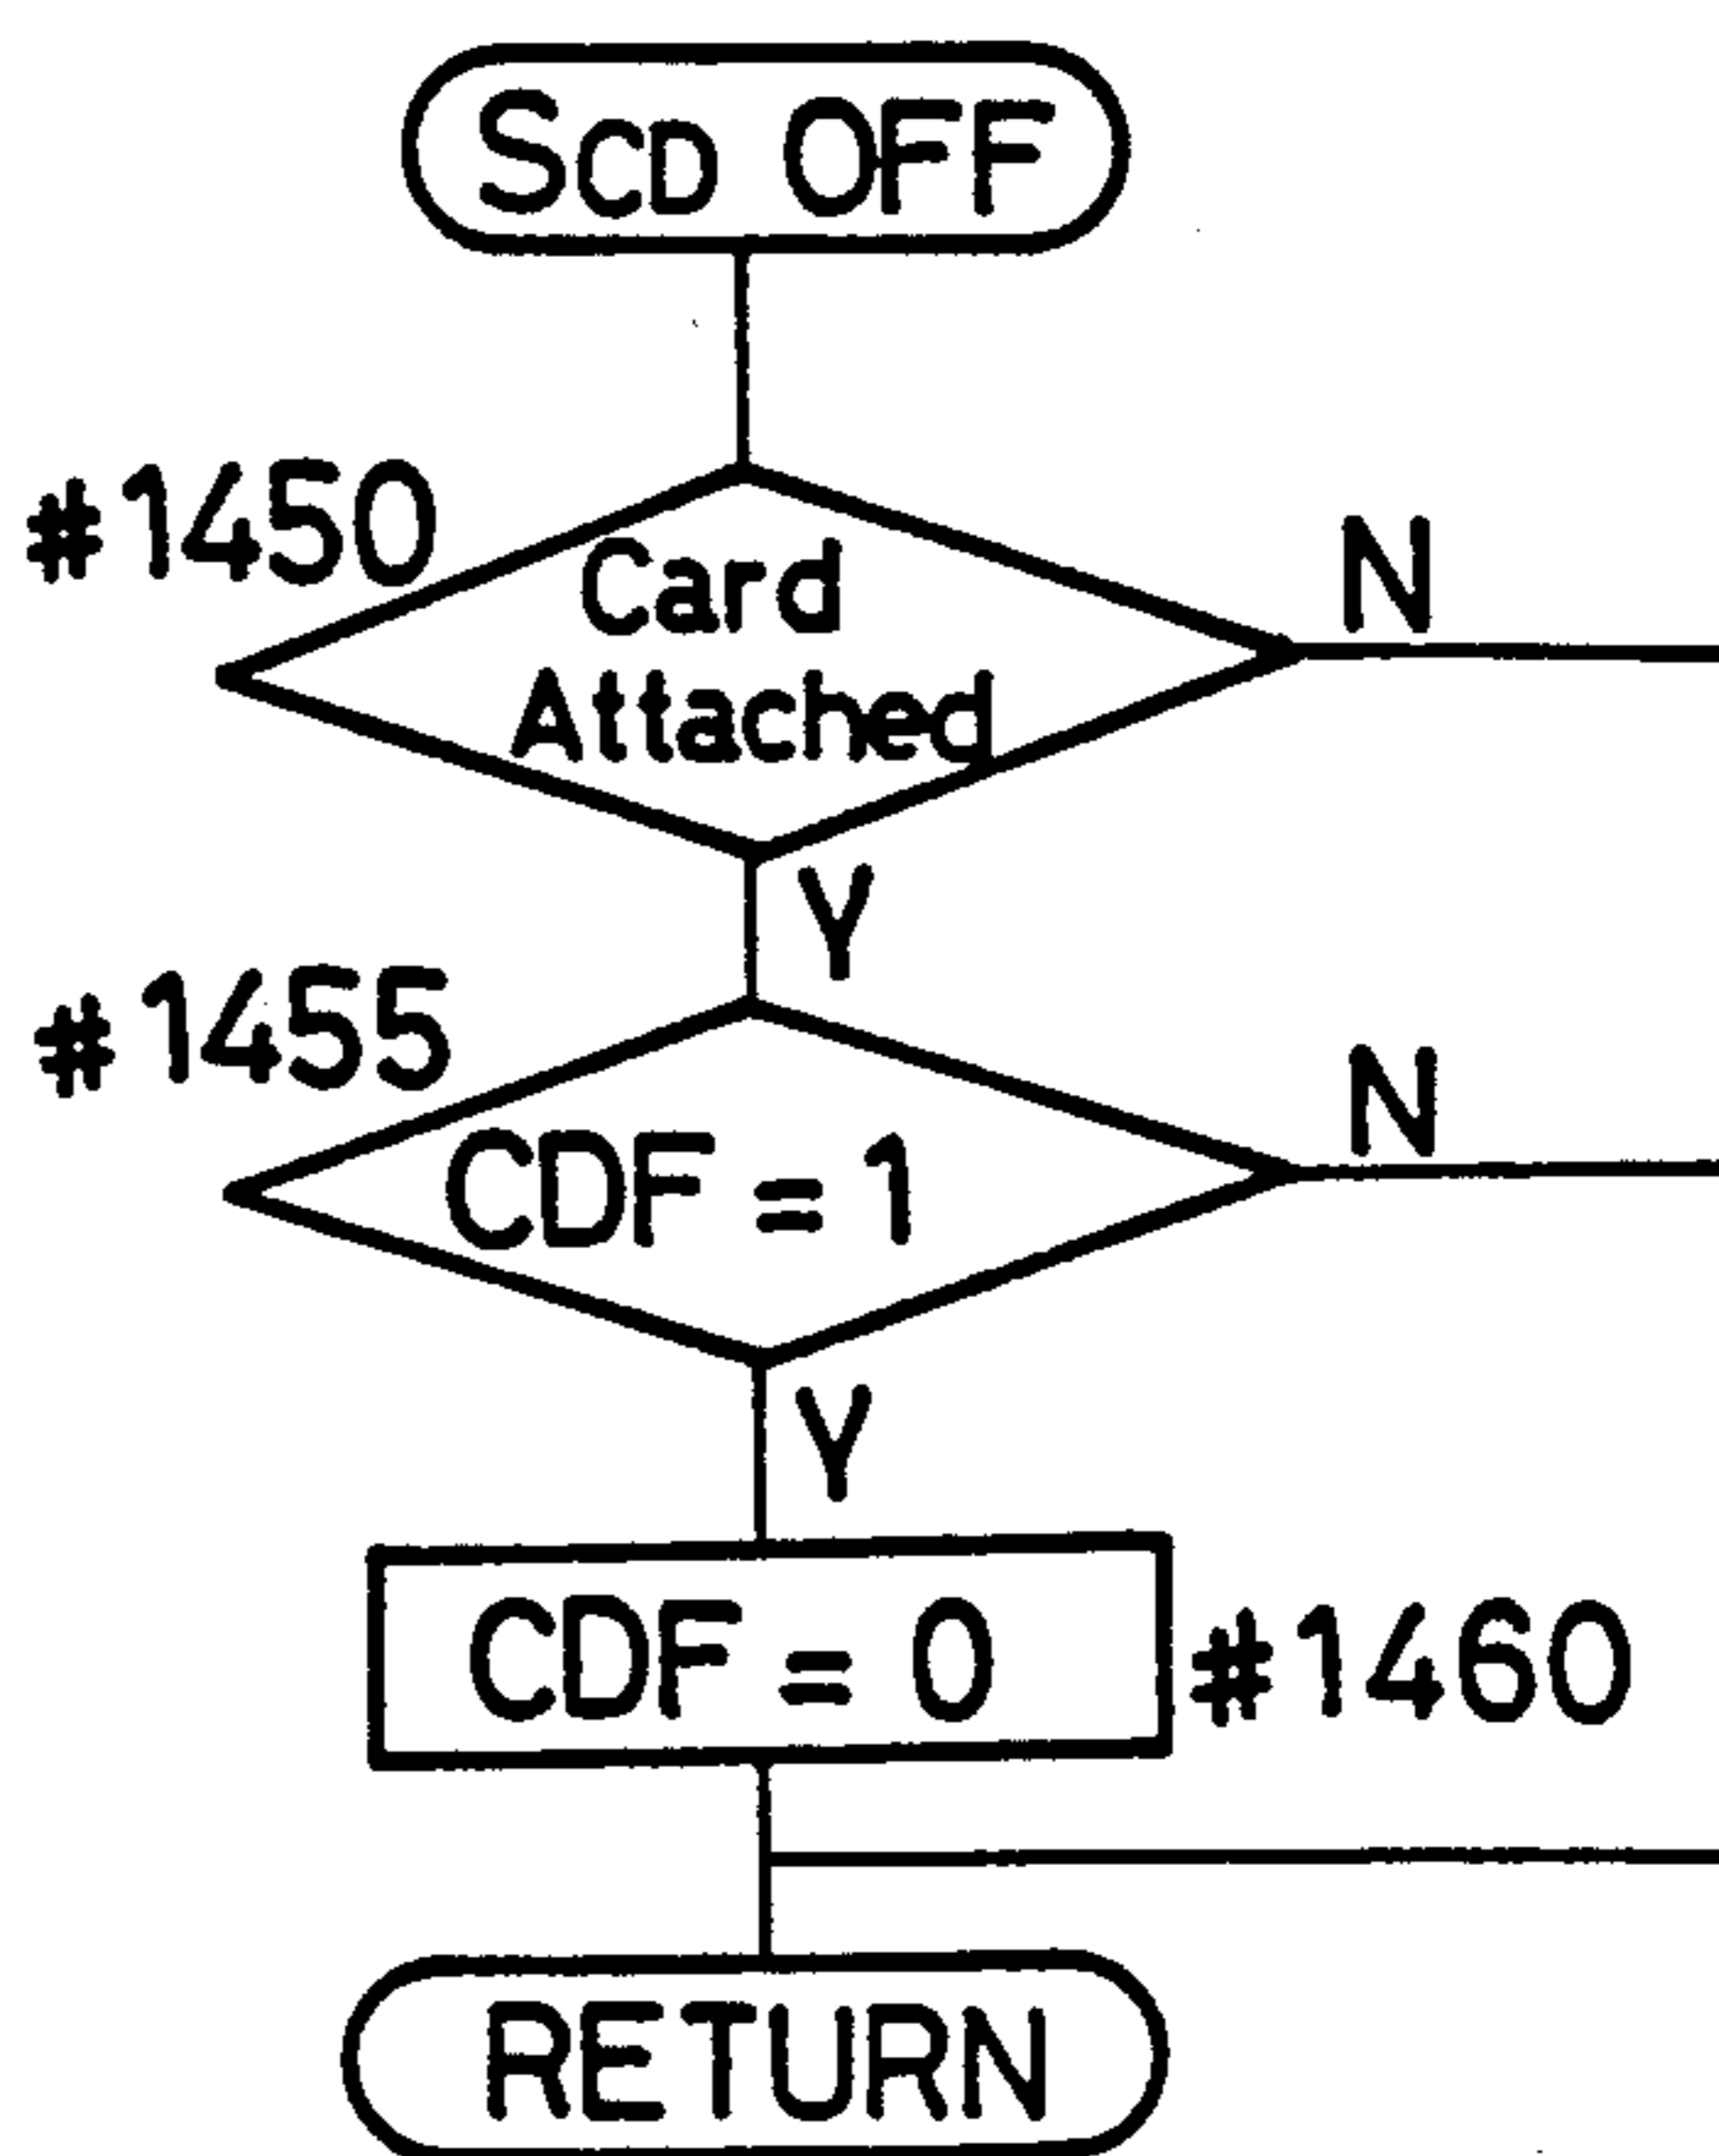 SCD OFF
#1450
Card
Attached
N
Y
#1455
CDF = 1
N
Y
CDF = 0
#1460
RETURN